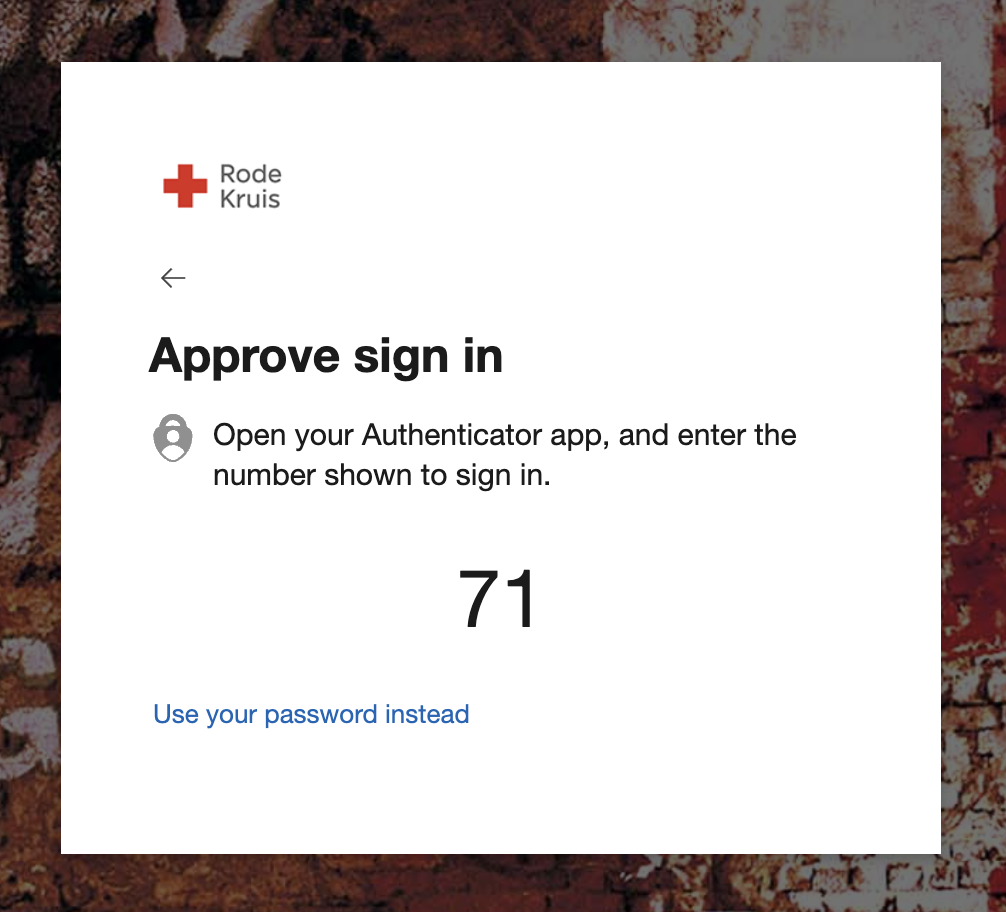 Rode
Kruis
Approve sign in
Open your Authenticator app, and enter the
number shown to sign in.
71
Use your password instead